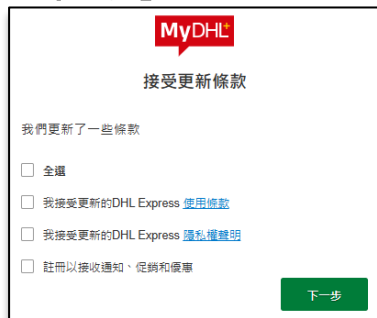 MyDHL+
接受更新條款
我們更新了一些條款
全選
我接受更新的DHL Express 使用條款
我接受更新的DHL Express 隱私權聲明
註冊以接收通知、促銷和優惠
下一步